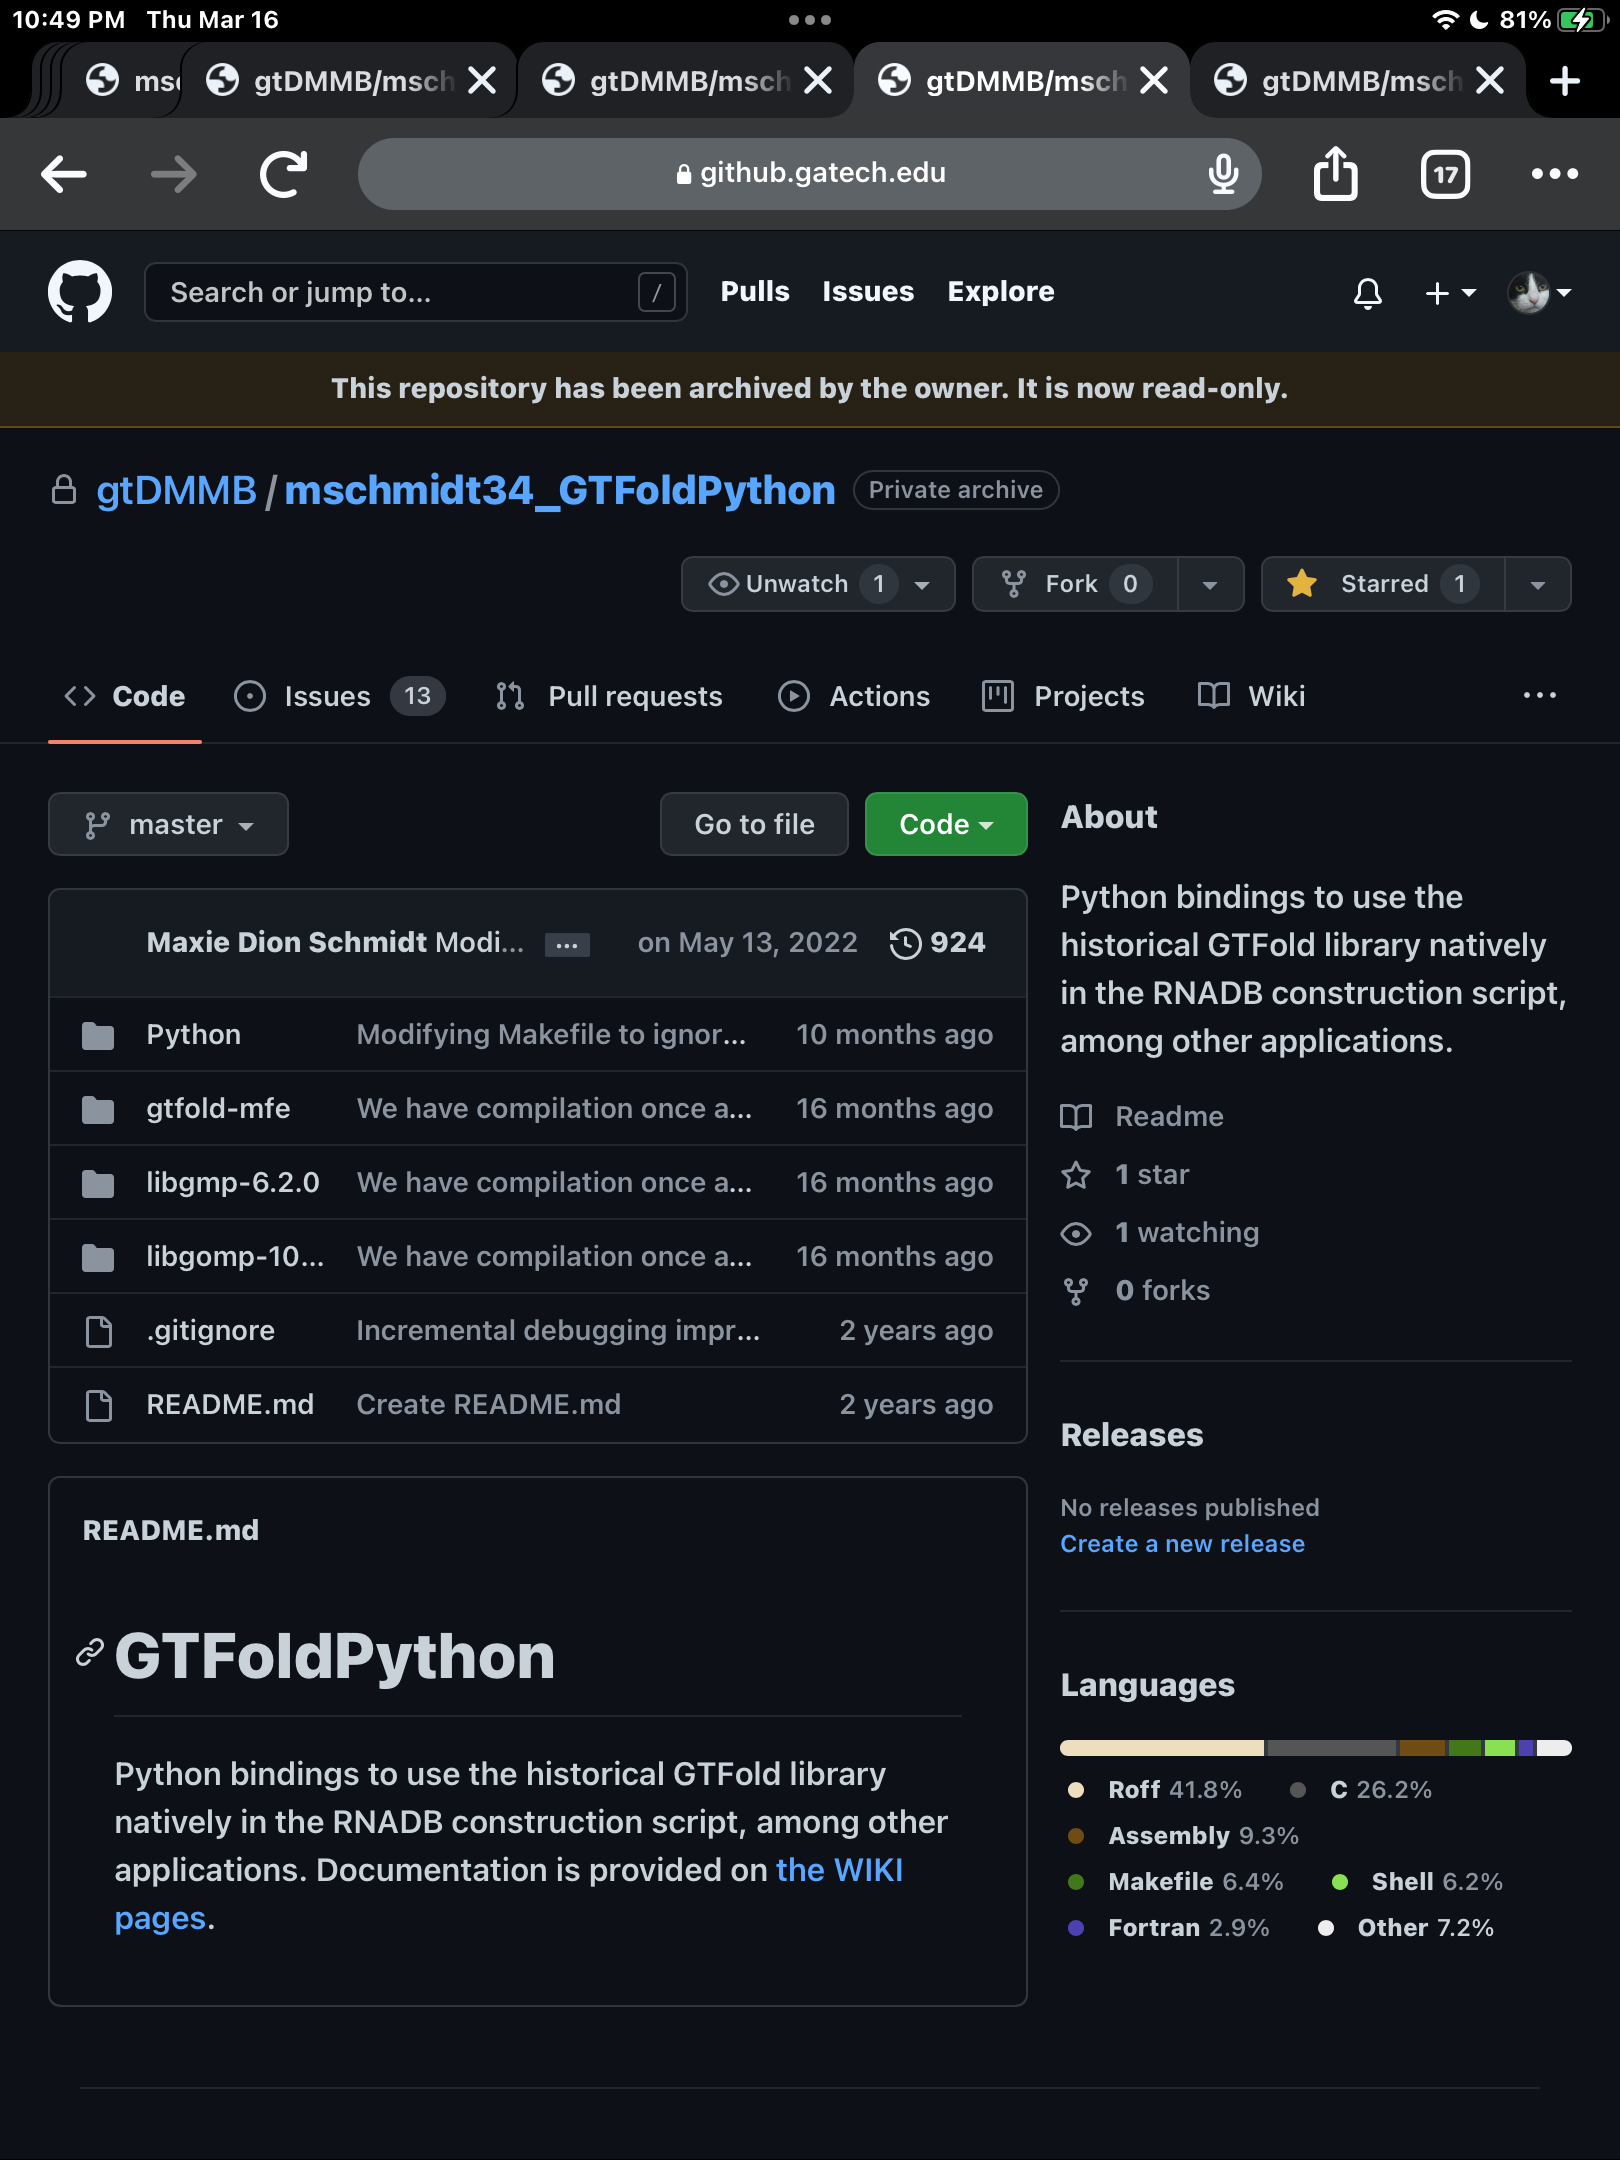 10:49 PM Thu Mar 16
81%
gtDMMB/msch
gtDMMB/msch
gtDMMB/msch
gtDMMB/msch
github.gatech.edu
17
Search or jump to... /
Pulls Issues Explore
This repository has been archived by the owner. It is now read-only.
gtDMMB / mschmidt34_GTFoldPython Private archive
Unwatch 1 Fork 0 Starred 1
Code Issues 13 Pull requests Actions Projects Wiki
master Go to file Code
Maxie Dion Schmidt Modi... on May 13, 2022 924
Python Modifying Makefile to ignor... 10 months ago
gtfold-mfe We have compilation once a... 16 months ago
libgmp-6.2.0 We have compilation once a... 16 months ago
libgomp-10... We have compilation once a... 16 months ago
.gitignore Incremental debugging impr... 2 years ago
README.md Create README.md 2 years ago
README.md
GTFoldPython
Python bindings to use the historical GTFold library
natively in the RNADB construction script, among other
applications. Documentation is provided on the WIKI
pages.
About
Python bindings to use the
historical GTFold library natively
in the RNADB construction script,
among other applications.
Readme
1 star
1 watching
0 forks
Releases
No releases published
Create a new release
Languages
Roff 41.8% C 26.2%
Assembly 9.3%
Makefile 6.4% Shell 6.2%
Fortran 2.9% Other 7.2%